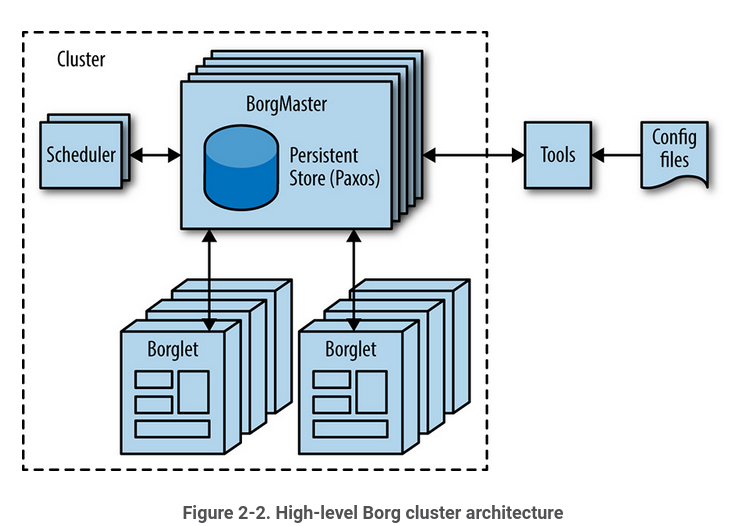 Cluster
BorgMaster
Scheduler
Persistent
Store (Paxos)
Tools
Config
files
Borglet
Borglet
Figure 2-2. High-level Borg cluster architecture